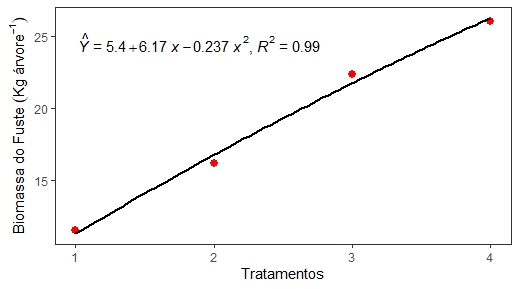 Ŷ = 5.4 + 6.17 x − 0.237 x², R² = 0.99
Biomassa do Fuste (Kg árvore⁻¹)
25
20
15
1 2 3 4
Tratamentos